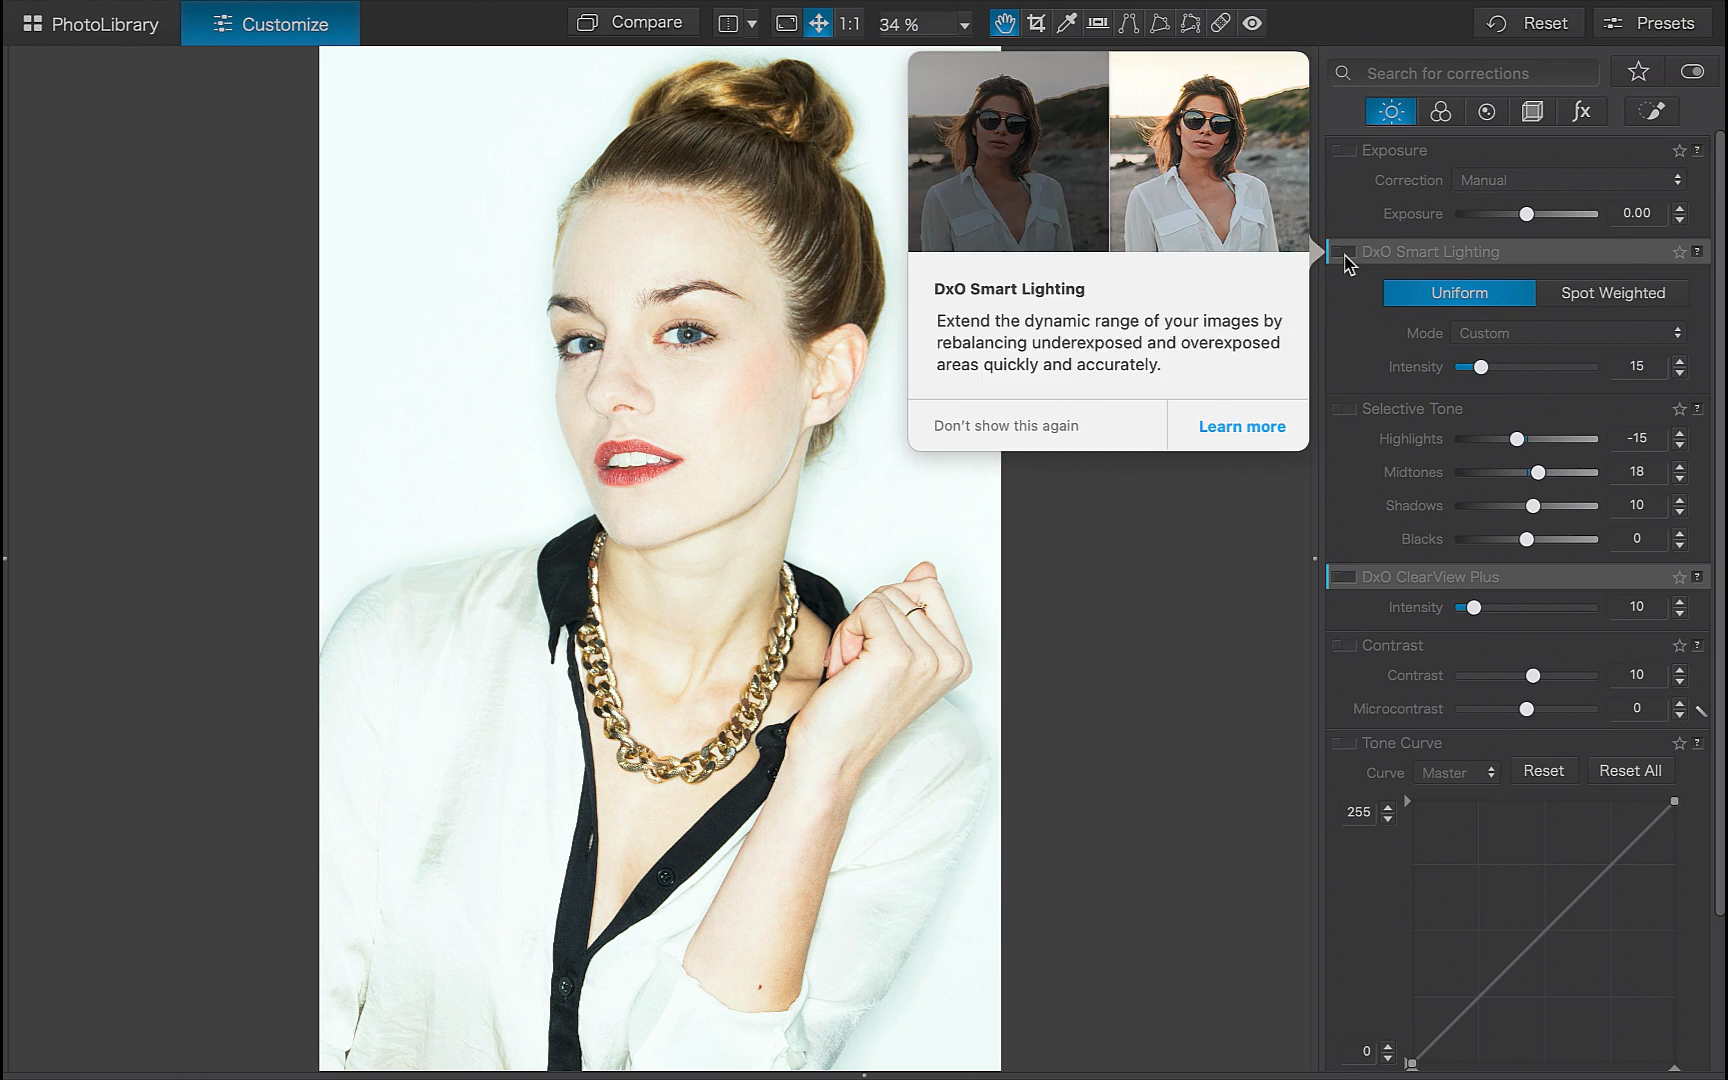 PhotoLibrary
Customize
Compare
1:1
34 %
Reset
Presets
Search for corrections
fx
Exposure
?
Correction Manual
Exposure 0.00
DxO Smart Lighting
?
Uniform Spot Weighted
Mode Custom
Intensity 15
Selective Tone
?
Highlights -15
Midtones 18
Shadows 10
Blacks 0
DxO ClearView Plus
?
Intensity 10
Contrast
?
Contrast 10
Microcontrast 0
Tone Curve
?
Curve Master Reset Reset All
255
0
DxO Smart Lighting
Extend the dynamic range of your images by
rebalancing underexposed and overexposed
areas quickly and accurately.
Don't show this again
Learn more